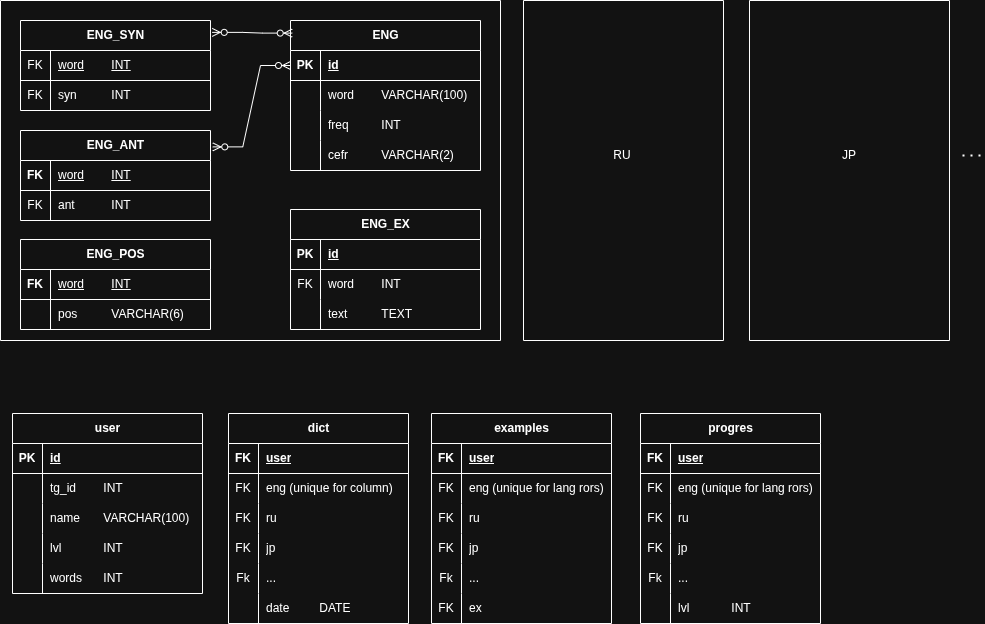 ENG_SYN
FK word INT
FK syn INT
ENG
PK id
word VARCHAR(100)
freq INT
cefr VARCHAR(2)
ENG_ANT
FK word INT
FK ant INT
ENG_POS
FK word INT
pos VARCHAR(6)
ENG_EX
PK id
FK word INT
text TEXT
RU
JP
...
user
PK id
tg_id INT
name VARCHAR(100)
lvl INT
words INT
dict
FK user
FK eng (unique for column)
FK ru
FK jp
Fk ...
date DATE
examples
FK user
FK eng (unique for lang rors)
FK ru
FK jp
Fk ...
FK ex
progres
FK user
FK eng (unique for lang rors)
FK ru
FK jp
Fk ...
lvl INT